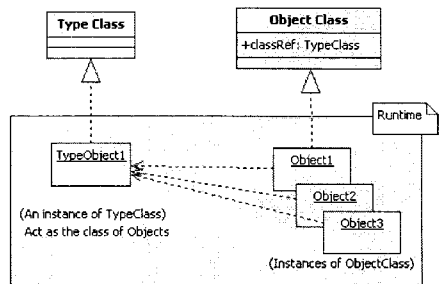 Type Class
Object Class
+classRef: TypeClass
Runtime
TypeObject1
Object1
Object2
Object3
(An instance of TypeClass)
Act as the class of Objects
(Instances of ObjectClass)